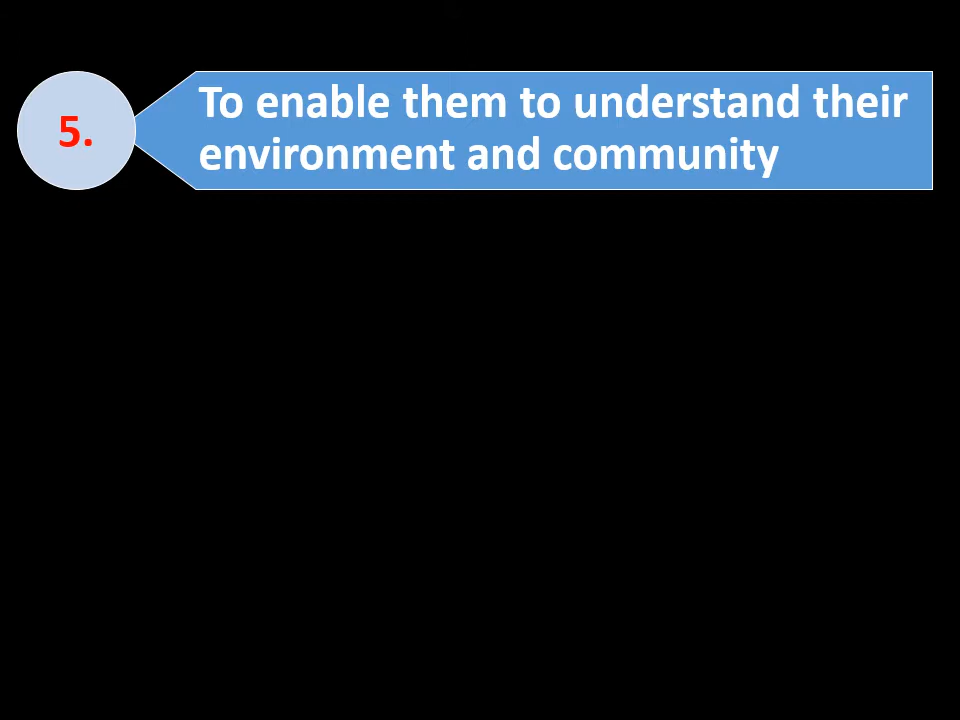 5.
To enable them to understand their
environment and community